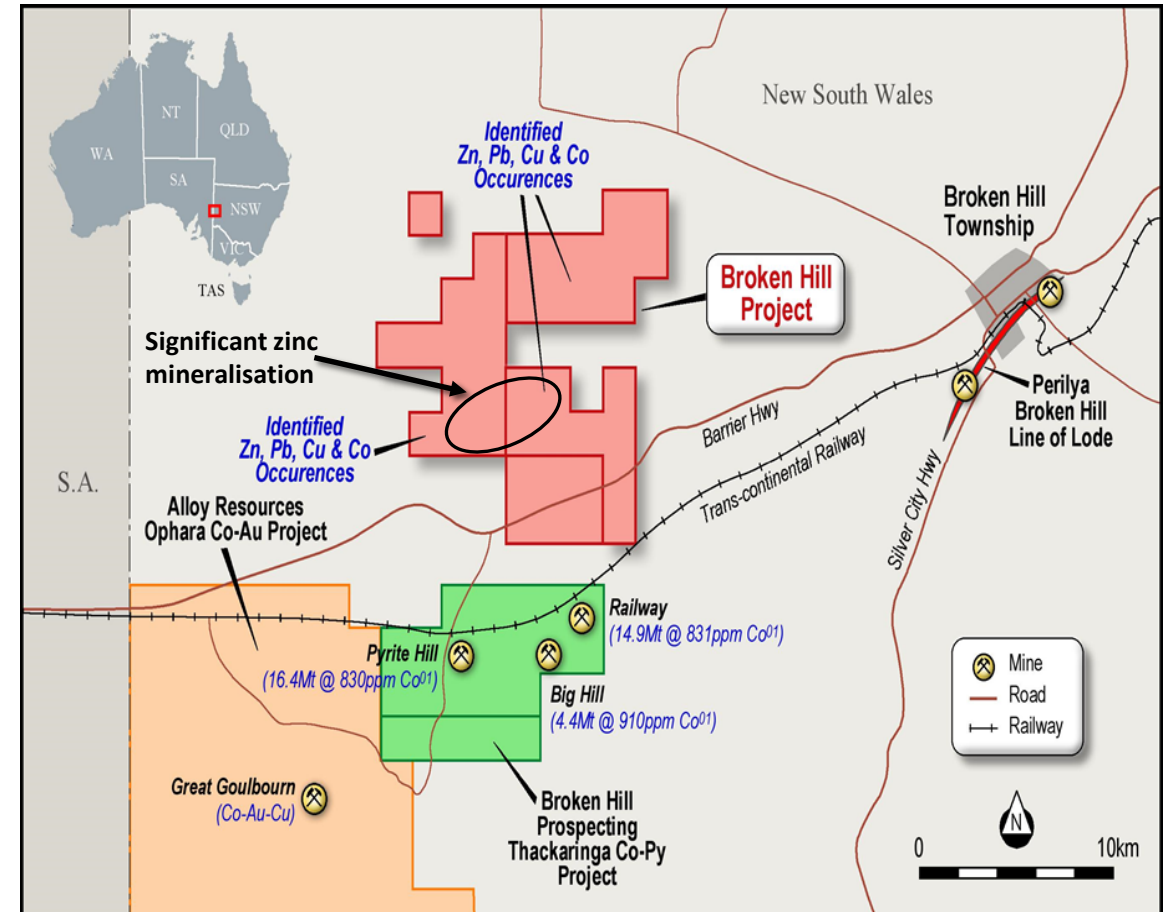 NT
QLD
WA
SA
NSW
VIC
TAS
New South Wales
Identified
Zn, Pb, Cu & Co
Occurences
Broken Hill
Township
Broken Hill
Project
Significant zinc
mineralisation
Perilya
Broken Hill
Line of Lode
Barrier Hwy
Identified
Zn, Pb, Cu & Co
Occurences
Trans-continental Railway
S.A.
Silver City Hwy
Alloy Resources
Ophara Co-Au Project
Railway
(14.9Mt @ 831ppm Co01)
Pyrite Hill
(16.4Mt @ 830ppm Co01)
Big Hill
(4.4Mt @ 910ppm Co01)
Mine
Road
Railway
Great Goulbourn
(Co-Au-Cu)
Broken Hill
Prospecting
Thackaringa Co-Py
Project
N
0 10km